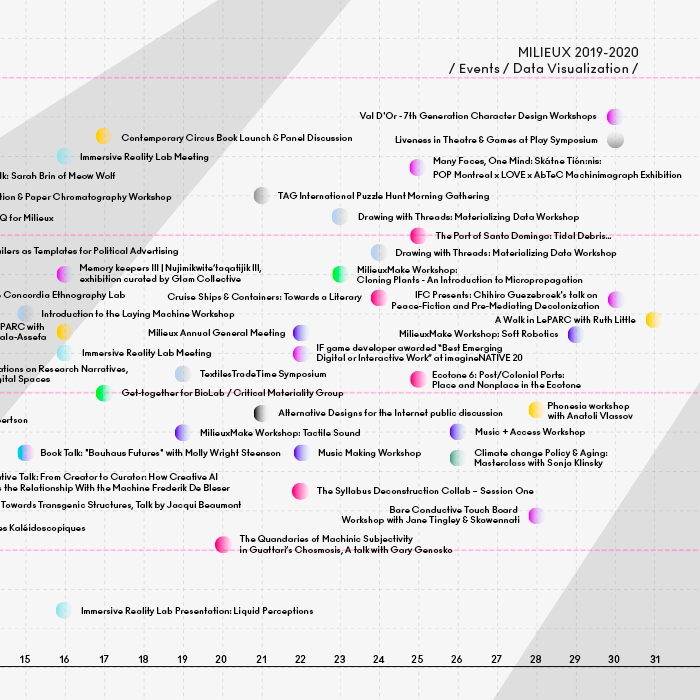 MILIEUX 2019-2020
/ Events / Data Visualization /
Val D'Or - 7th Generation Character Design Workshops
Contemporary Circus Book Launch & Panel Discussion
Liveness in Theatre & Games at Play Symposium
Immersive Reality Lab Meeting
Many Faces, One Mind: Skátne Tiónnis:
POP Montreal x LOVE x AbTeC Machinimagraph Exhibition
lk: Sarah Brin of Meow Wolf
tion & Paper Chromatography Workshop
TAG International Puzzle Hunt Morning Gathering
Q for Milieux
Drawing with Threads: Materializing Data Workshop
The Port of Santo Domingo: Tidal Debris...
ilers as Templates for Political Advertising
Drawing with Threads: Materializing Data Workshop
Memory keepers III | Nujimikwite'taqatijik III,
exhibition curated by Glam Collective
MilieuxMake Workshop:
Cloning Plants - An Introduction to Micropropagation
Concordia Ethnography Lab
Cruise Ships & Containers: Towards a Literary
IFC Presents: Chihiro Guezebroek's talk on
Peace-Fiction and Pre-Mediating Decolonization
Introduction to the Laying Machine Workshop
A Walk in LePARC with Ruth Little
PARC with
ala-Assefa
Milieux Annual General Meeting
MilieuxMake Workshop: Soft Robotics
Immersive Reality Lab Meeting
IF game developer awarded "Best Emerging
Digital or Interactive Work" at imagineNATIVE 20
ations on Research Narratives,
gital Spaces
TextilesTradeTime Symposium
Ecotone 6: Post/Colonial Ports:
Place and Nonplace in the Ecotone
Get-together for BioLab / Critical Materiality Group
Alternative Designs for the Internet public discussion
Phonesia workshop
with Anatoli Vlassov
bertson
MilieuxMake Workshop: Tactile Sound
Music + Access Workshop
Book Talk: "Bauhaus Futures" with Molly Wright Steenson
Music Making Workshop
Climate change Policy & Aging:
Masterclass with Sonja Klinsky
tive Talk: From Creator to Curator: How Creative AI
s the Relationship With the Machine Frederik De Bleser
The Syllabus Deconstruction Collab - Session One
Towards Transgenic Structures, Talk by Jacqui Beaumont
Bare Conductive Touch Board
Workshop with Jane Tingley & Skawennati
es Kaléidoscopiques
The Quandaries of Machinic Subjectivity
in Guattari's Chosmosis, A talk with Gary Genosko
Immersive Reality Lab Presentation: Liquid Perceptions
15 16 17 18 19 20 21 22 23 24 25 26 27 28 29 30 31